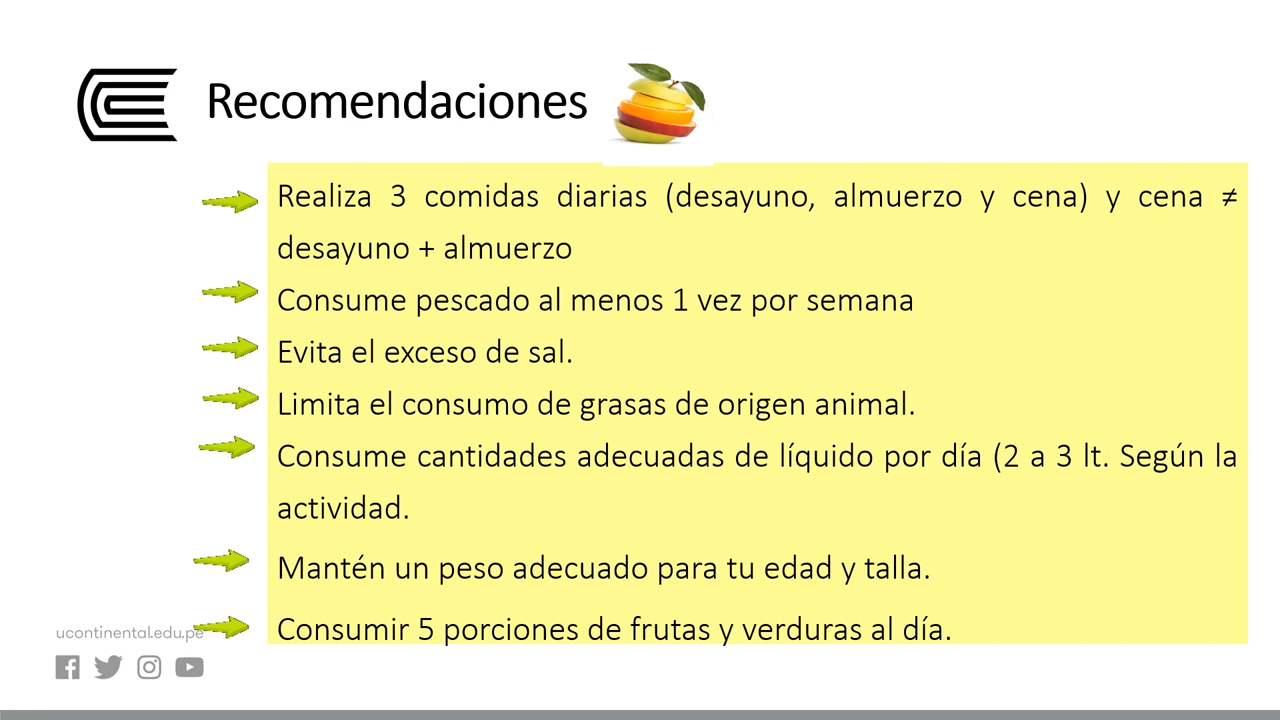 Recomendaciones
Realiza 3 comidas diarias (desayuno, almuerzo y cena) y cena ≠
desayuno + almuerzo
Consume pescado al menos 1 vez por semana
Evita el exceso de sal.
Limita el consumo de grasas de origen animal.
Consume cantidades adecuadas de líquido por día (2 a 3 lt. Según la
actividad.
Mantén un peso adecuado para tu edad y talla.
Consumir 5 porciones de frutas y verduras al día.
ucontinental.edu.pe